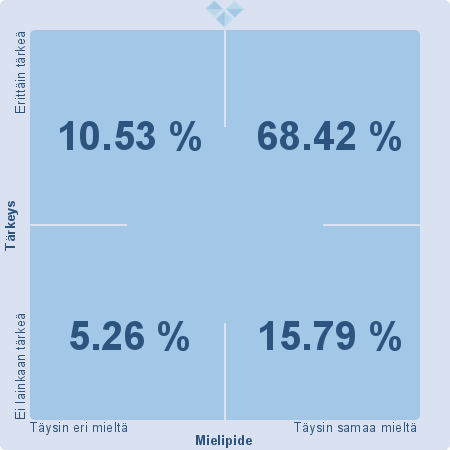 Erittäin tärkeä
10.53 %
68.42 %
Tärkeys
5.26 %
15.79 %
Ei lainkaan tärkeä
Täysin eri mieltä
Täysin samaa mieltä
Mielipide